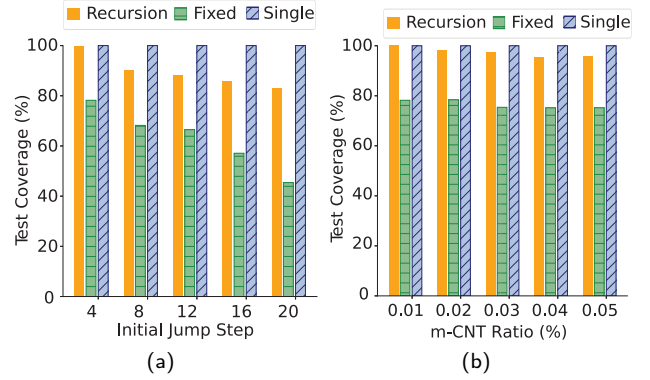 Recursion Fixed Single
Test Coverage (%)
100
80
60
40
20
0
4 8 12 16 20
Initial Jump Step
(a)
Recursion Fixed Single
Test Coverage (%)
100
80
60
40
20
0
0.01 0.02 0.03 0.04 0.05
m-CNT Ratio (%)
(b)